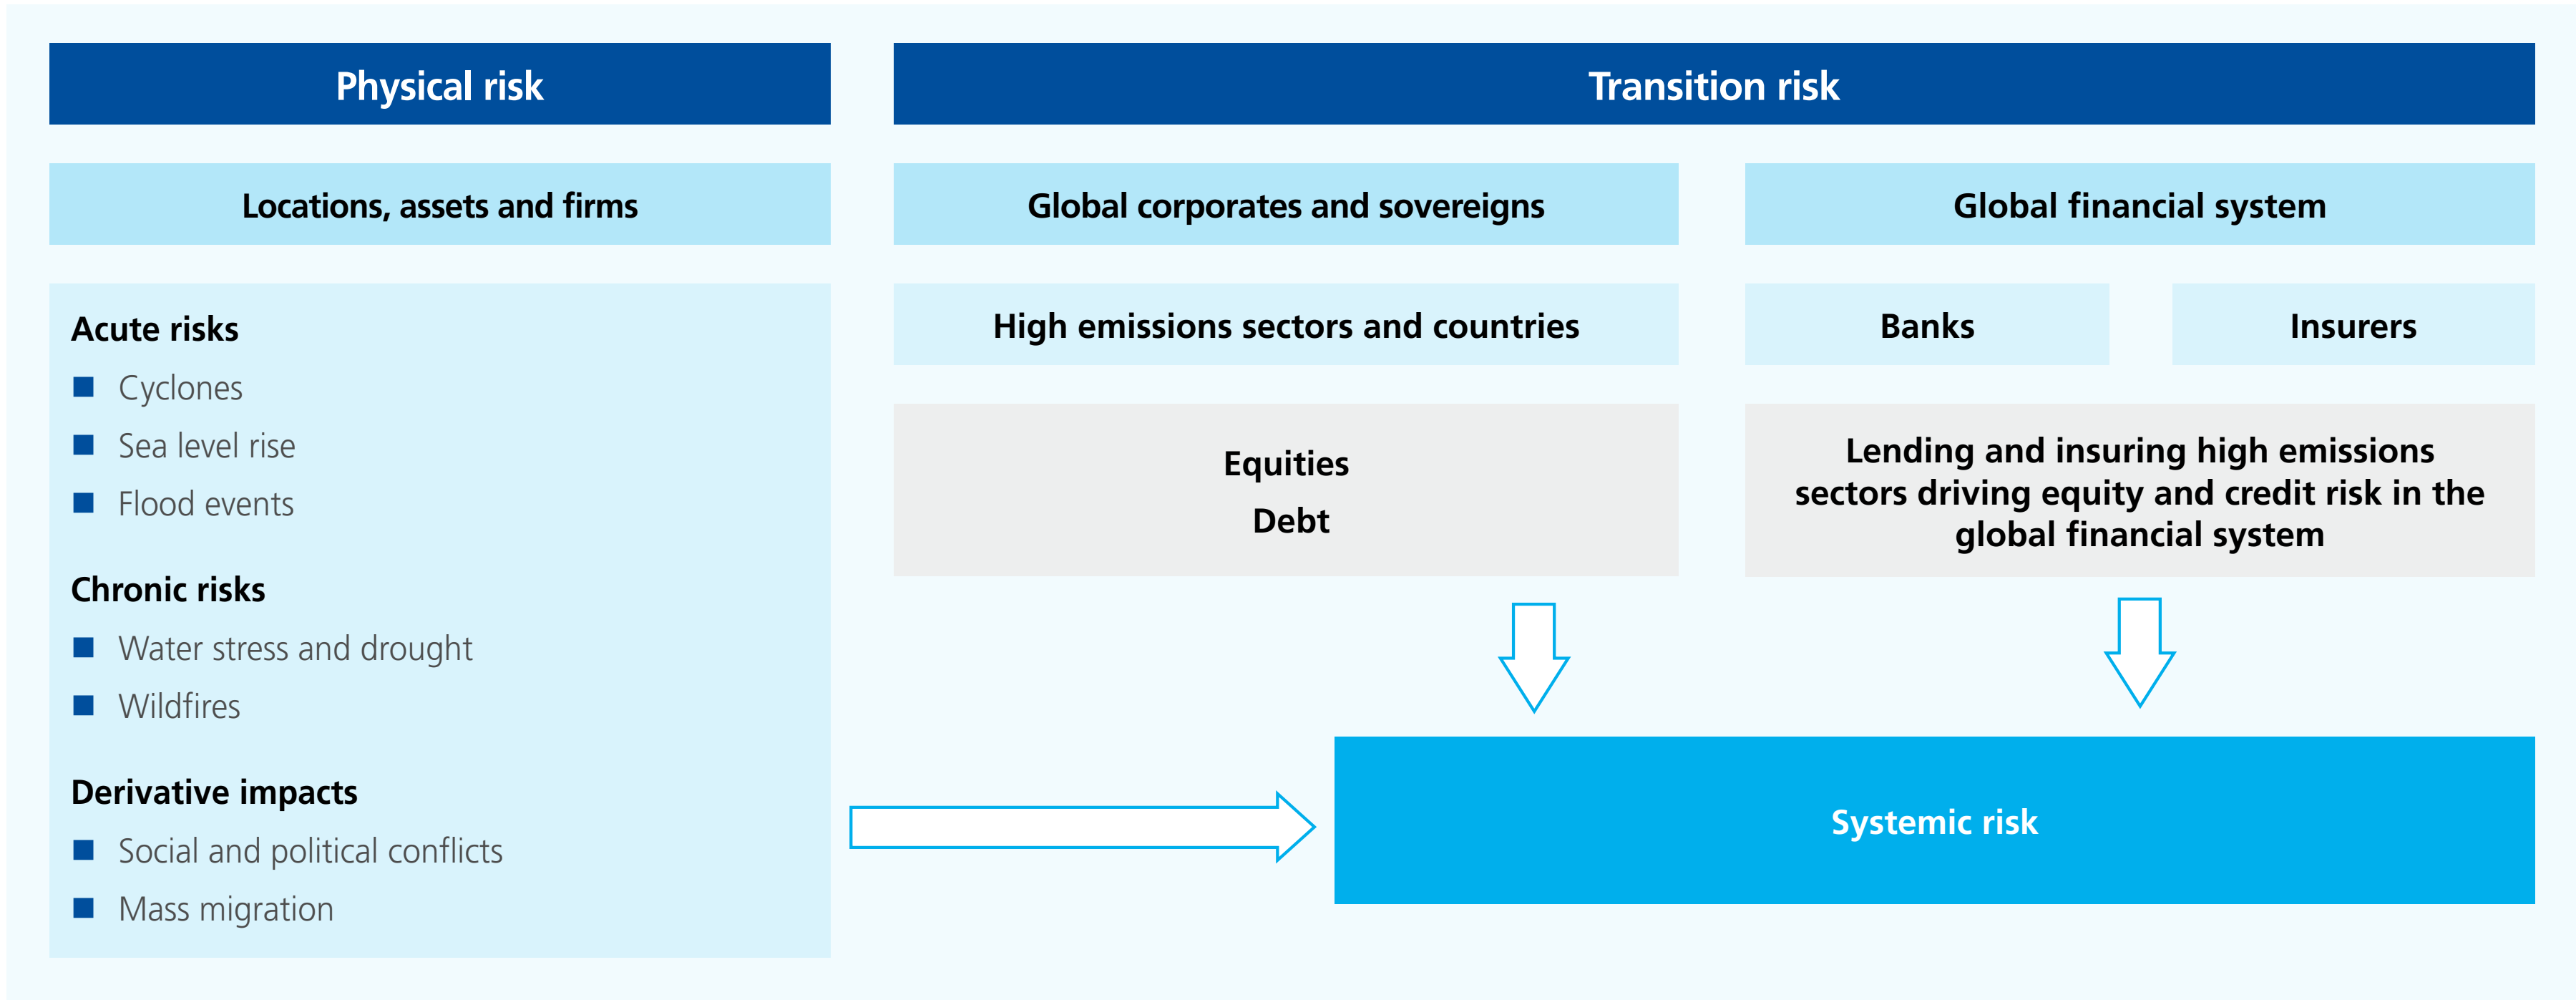 Physical risk
Transition risk
Locations, assets and firms
Global corporates and sovereigns
Global financial system
Acute risks
Cyclones
Sea level rise
Flood events
Chronic risks
Water stress and drought
Wildfires
Derivative impacts
Social and political conflicts
Mass migration
High emissions sectors and countries
Equities
Debt
Banks
Insurers
Lending and insuring high emissions
sectors driving equity and credit risk in the
global financial system
Systemic risk